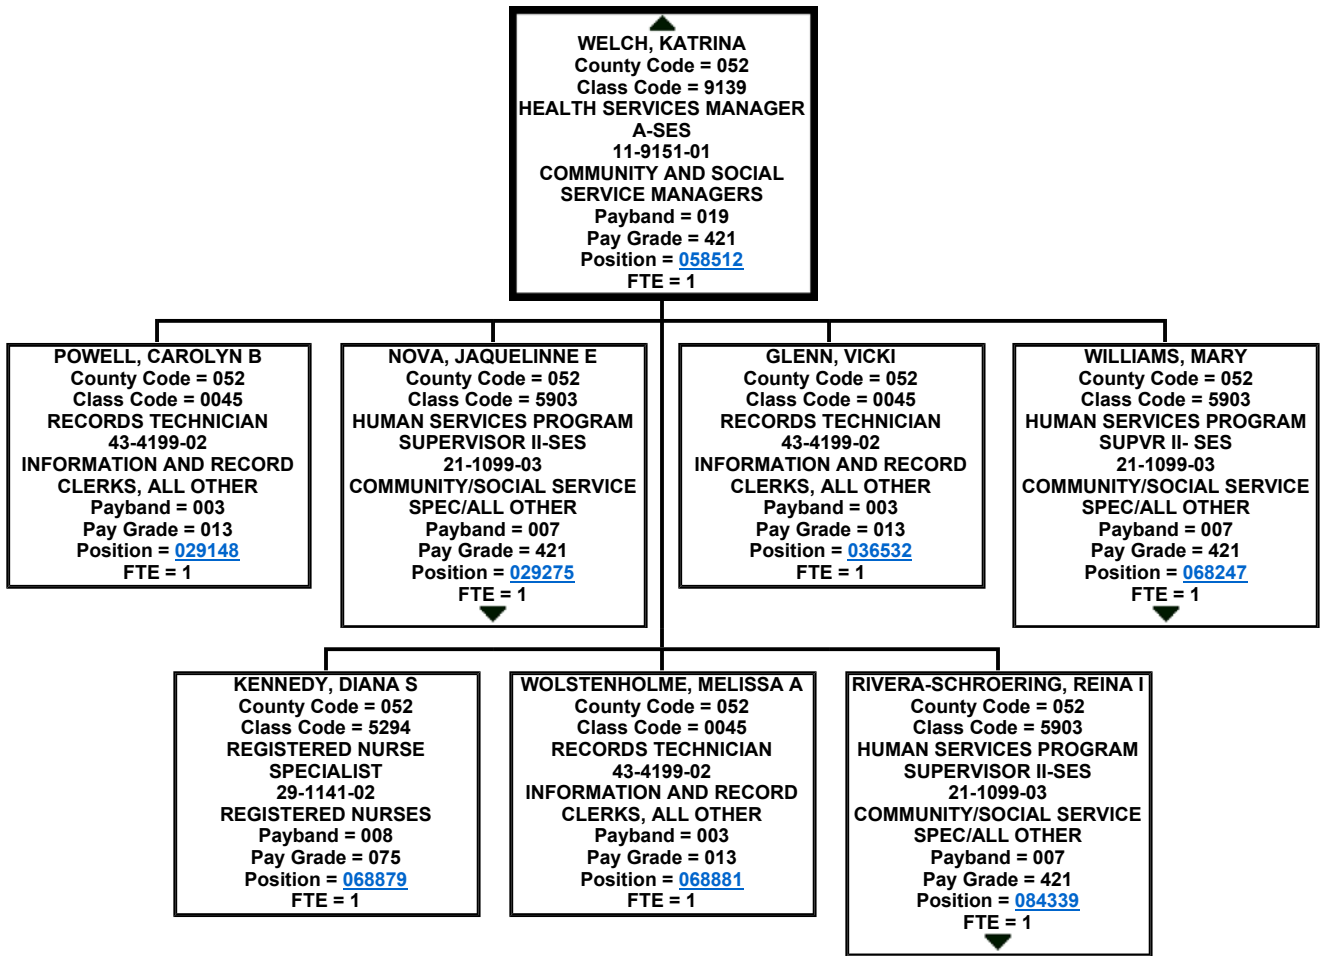 WELCH, KATRINA
County Code = 052
Class Code = 9139
HEALTH SERVICES MANAGER
A-SES
11-9151-01
COMMUNITY AND SOCIAL
SERVICE MANAGERS
Payband = 019
Pay Grade = 421
Position = 058512
FTE = 1
POWELL, CAROLYN B
County Code = 052
Class Code = 0045
RECORDS TECHNICIAN
43-4199-02
INFORMATION AND RECORD
CLERKS, ALL OTHER
Payband = 003
Pay Grade = 013
Position = 029148
FTE = 1
NOVA, JAQUELINNE E
County Code = 052
Class Code = 5903
HUMAN SERVICES PROGRAM
SUPERVISOR II-SES
21-1099-03
COMMUNITY/SOCIAL SERVICE
SPEC/ALL OTHER
Payband = 007
Pay Grade = 421
Position = 029275
FTE = 1
GLENN, VICKI
County Code = 052
Class Code = 0045
RECORDS TECHNICIAN
43-4199-02
INFORMATION AND RECORD
CLERKS, ALL OTHER
Payband = 003
Pay Grade = 013
Position = 036532
FTE = 1
WILLIAMS, MARY
County Code = 052
Class Code = 5903
HUMAN SERVICES PROGRAM
SUPVR II- SES
21-1099-03
COMMUNITY/SOCIAL SERVICE
SPEC/ALL OTHER
Payband = 007
Pay Grade = 421
Position = 068247
FTE = 1
KENNEDY, DIANA S
County Code = 052
Class Code = 5294
REGISTERED NURSE
SPECIALIST
29-1141-02
REGISTERED NURSES
Payband = 008
Pay Grade = 075
Position = 068879
FTE = 1
WOLSTENHOLME, MELISSA A
County Code = 052
Class Code = 0045
RECORDS TECHNICIAN
43-4199-02
INFORMATION AND RECORD
CLERKS, ALL OTHER
Payband = 003
Pay Grade = 013
Position = 068881
FTE = 1
RIVERA-SCHROERING, REINA I
County Code = 052
Class Code = 5903
HUMAN SERVICES PROGRAM
SUPERVISOR II-SES
21-1099-03
COMMUNITY/SOCIAL SERVICE
SPEC/ALL OTHER
Payband = 007
Pay Grade = 421
Position = 084339
FTE = 1